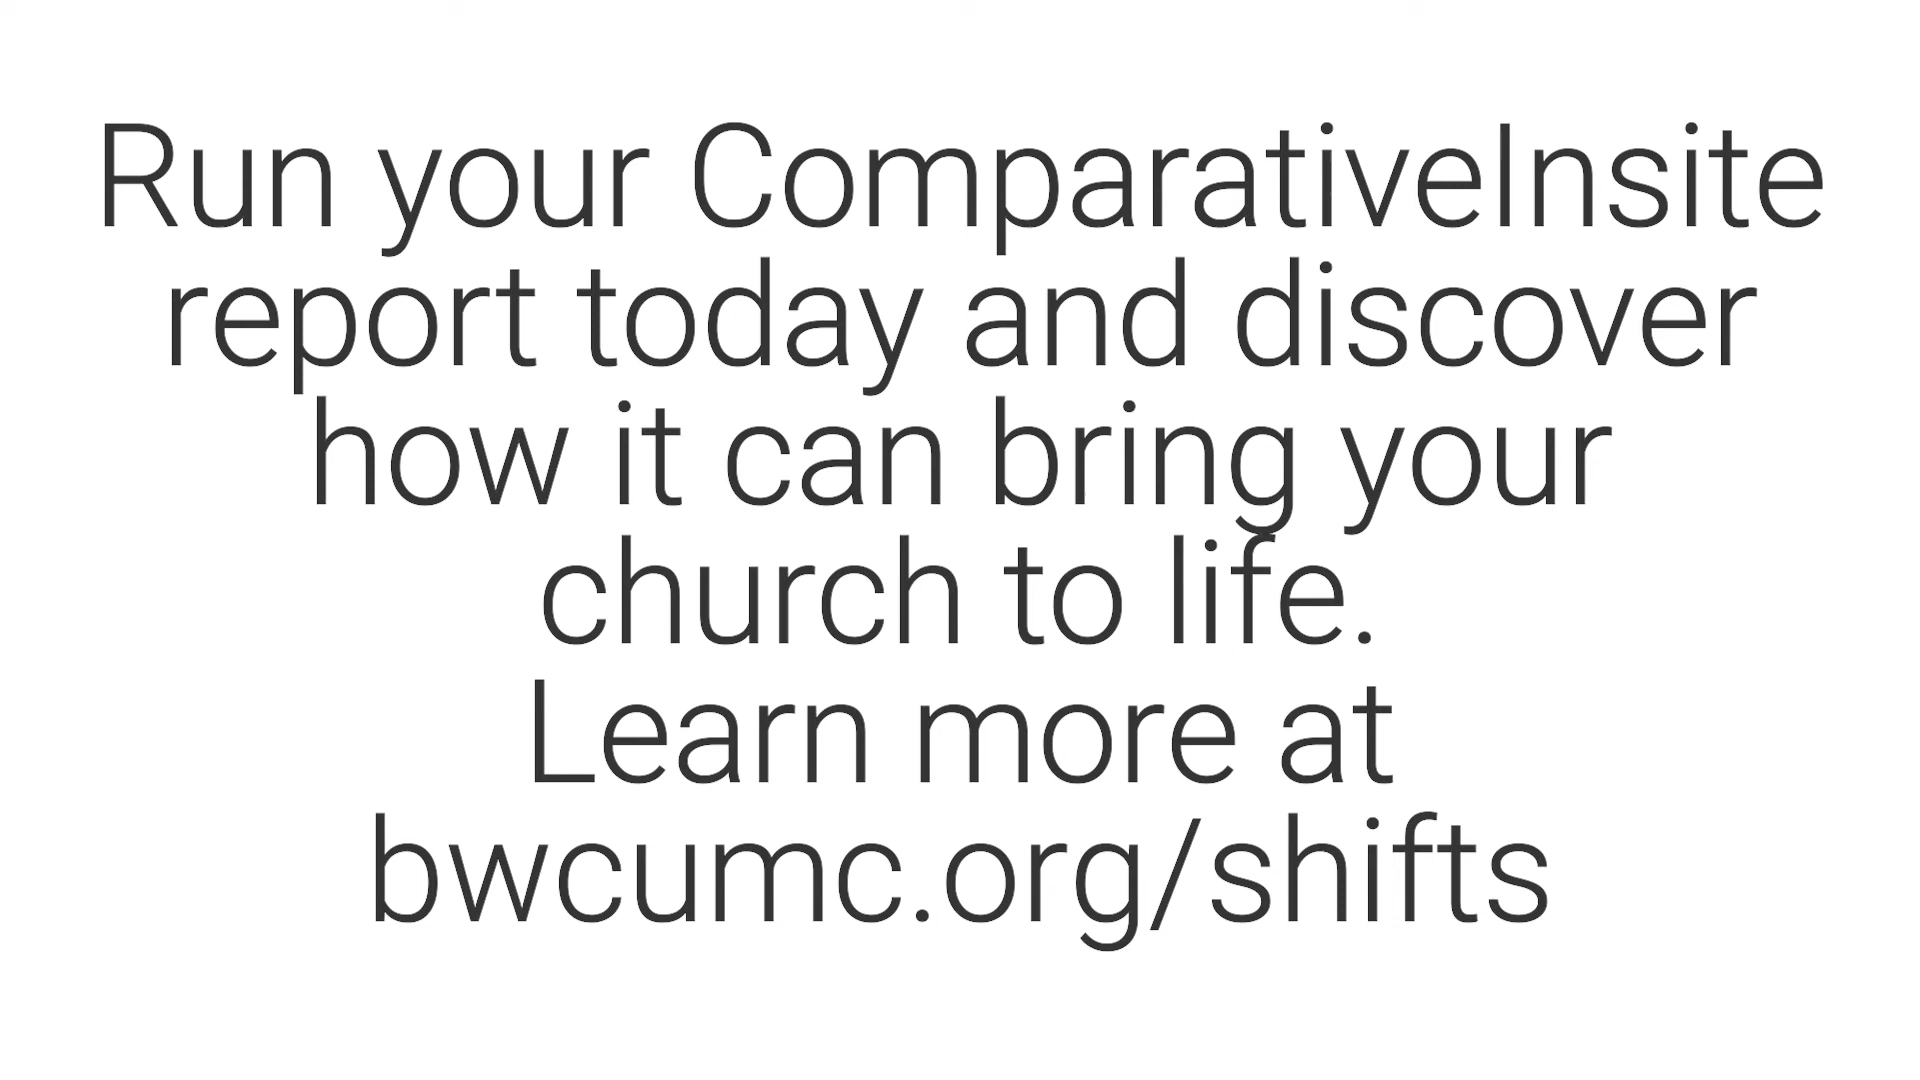 Run your ComparativeInsite
report today and discover
how it can bring your
church to life.
Learn more at
bwcumc.org/shifts